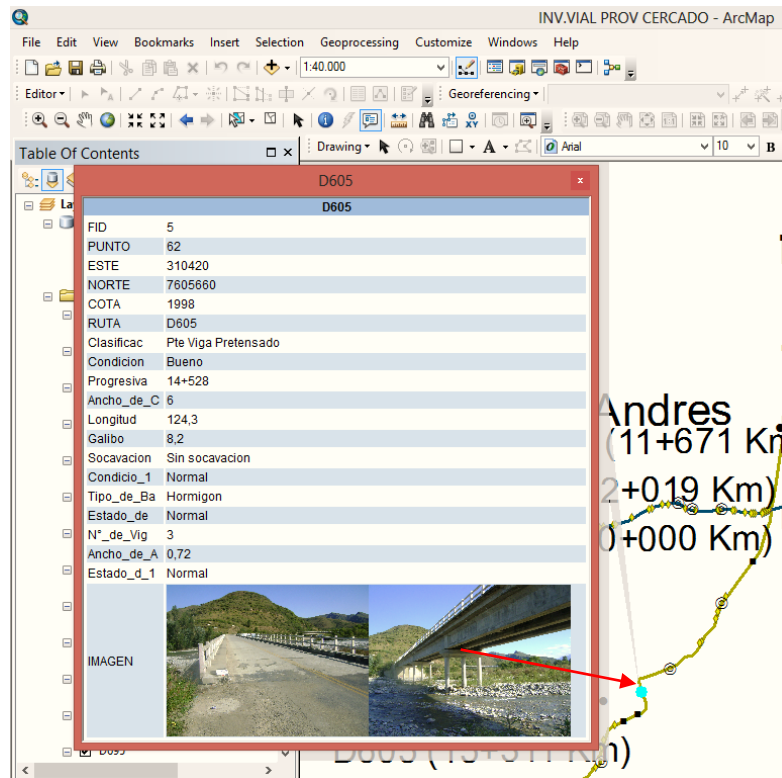 INV.VIAL PROV CERCADO - ArcMap
File Edit View Bookmarks Insert Selection Geoprocessing Customize Windows Help
1:40.000
Editor Georeferencing
Table Of Contents
Drawing A Arial 10 B
D605
La
D605
FID 5
PUNTO 62
ESTE 310420
NORTE 7605660
COTA 1998
RUTA D605
Clasificac Pte Viga Pretensado
Condicion Bueno
Progresiva 14+528
Ancho_de_C 6
Longitud 124,3
Galibo 8,2
Socavacion Sin socavacion
Condicio_1 Normal
Tipo_de_Ba Hormigon
Estado_de Normal
N°_de_Vig 3
Ancho_de_A 0,72
Estado_d_1 Normal
IMAGEN
Andres
(11+671 Km
2+019 Km)
0+000 Km)